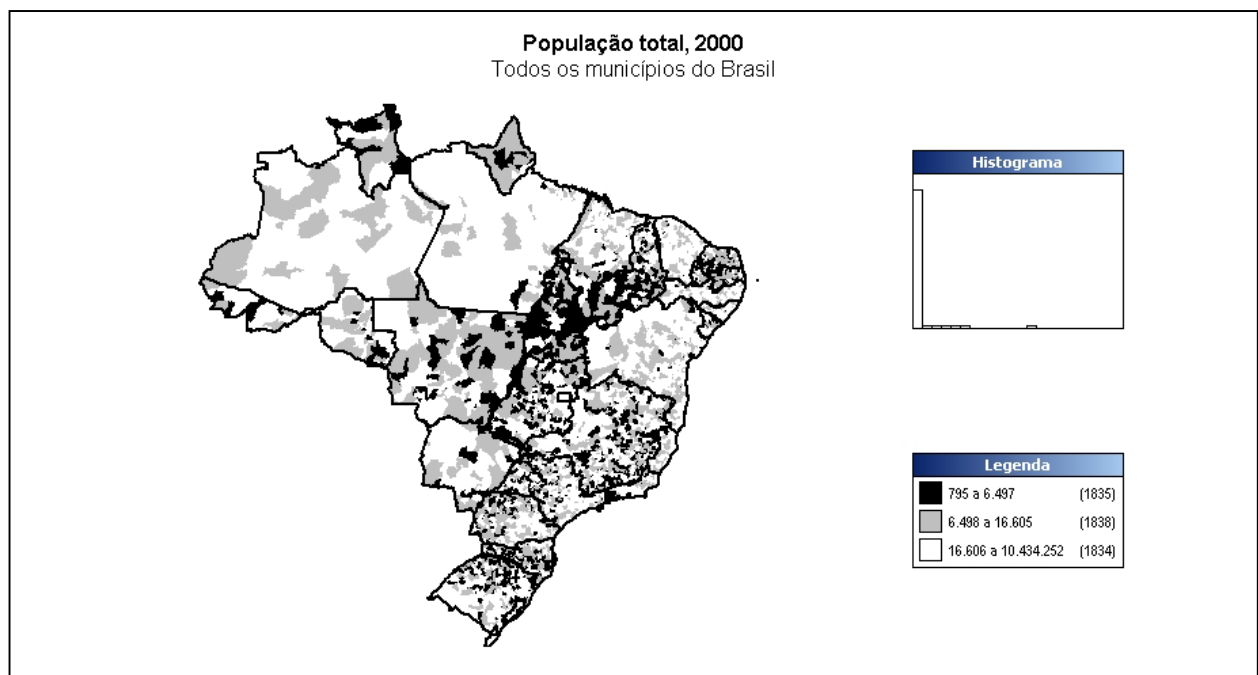 População total, 2000
Todos os municípios do Brasil
Histograma
Legenda
795 a 6.497 (1835)
6.498 a 16.605 (1838)
16.606 a 10.434.252 (1834)